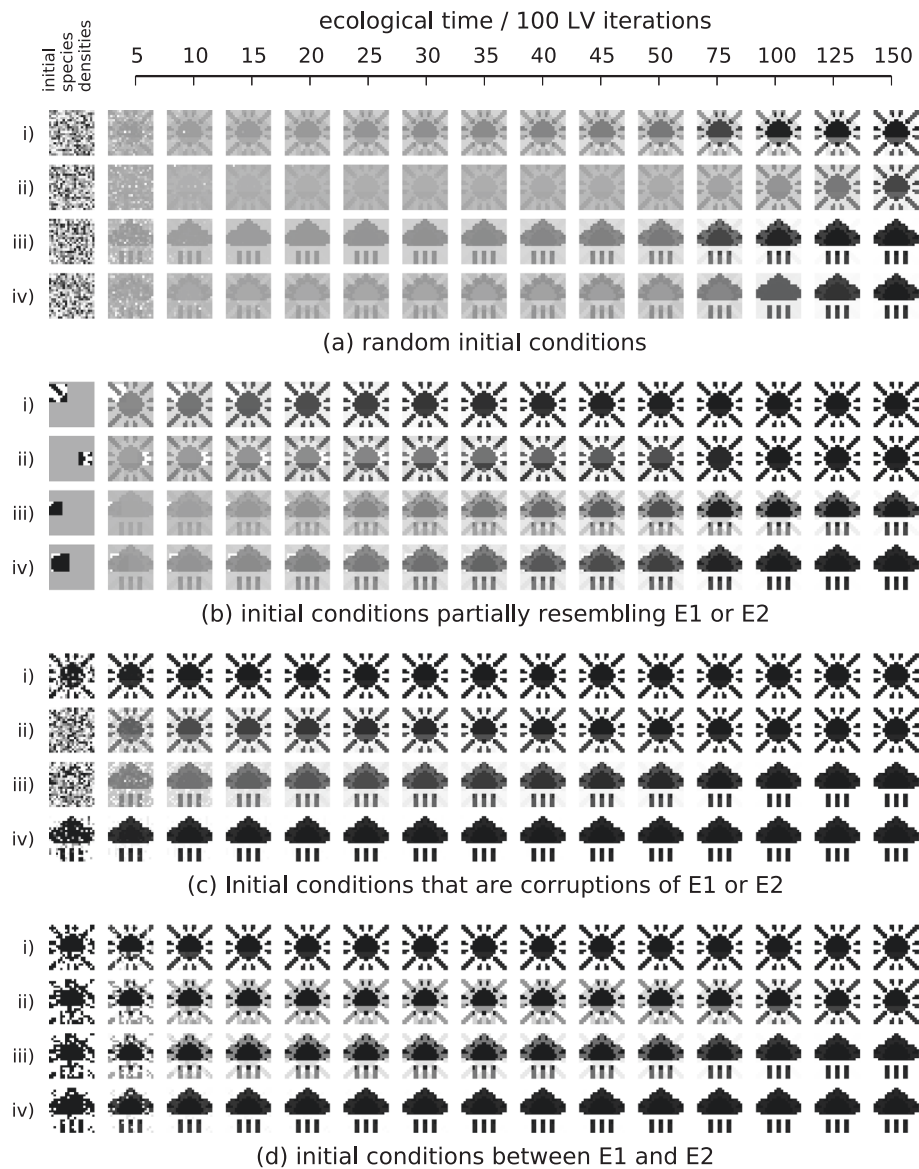 ecological time / 100 LV iterations
initial
species
densities
5 10 15 20 25 30 35 40 45 50 75 100 125 150
i)
ii)
iii)
iv)
(a) random initial conditions
i)
ii)
iii)
iv)
(b) initial conditions partially resembling E1 or E2
i)
ii)
iii)
iv)
(c) Initial conditions that are corruptions of E1 or E2
i)
ii)
iii)
iv)
(d) initial conditions between E1 and E2